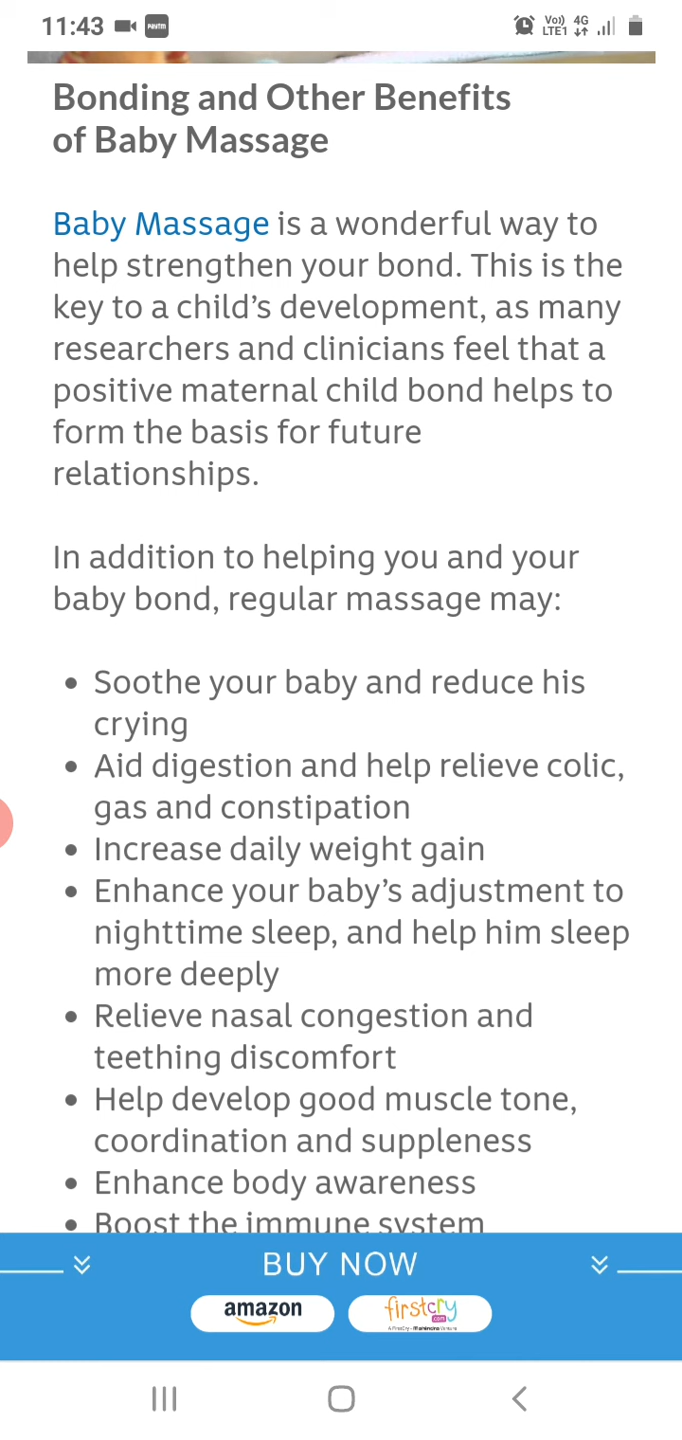 11:43
Paytm
Vo)) 4G
LTE1
Bonding and Other Benefits
of Baby Massage
Baby Massage is a wonderful way to
help strengthen your bond. This is the
key to a child’s development, as many
researchers and clinicians feel that a
positive maternal child bond helps to
form the basis for future
relationships.
In addition to helping you and your
baby bond, regular massage may:
• Soothe your baby and reduce his
crying
• Aid digestion and help relieve colic,
gas and constipation
• Increase daily weight gain
• Enhance your baby’s adjustment to
nighttime sleep, and help him sleep
more deeply
• Relieve nasal congestion and
teething discomfort
• Help develop good muscle tone,
coordination and suppleness
• Enhance body awareness
• Boost the immune system
BUY NOW
amazon
firstcry
.com
A FirstCry - Mahindra Venture